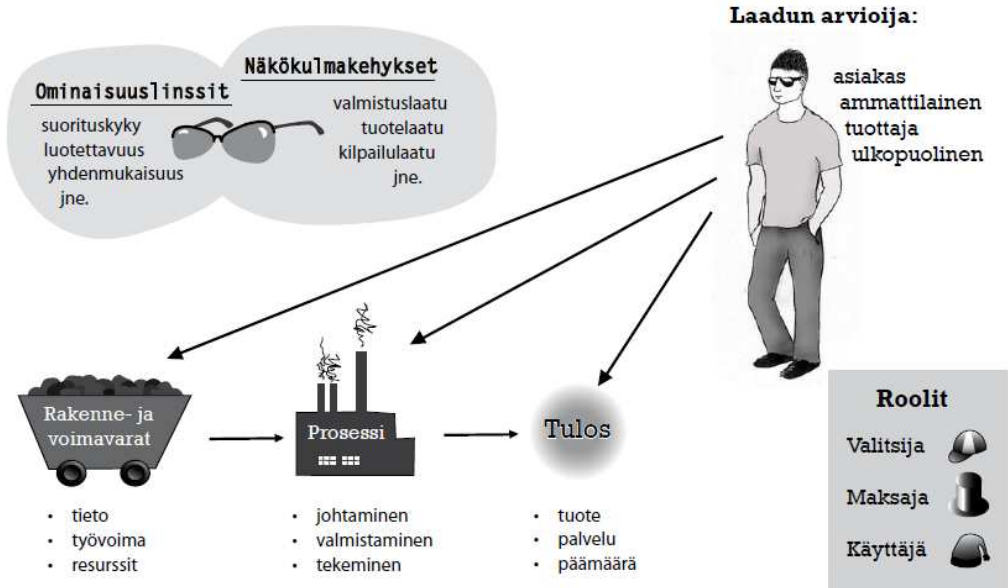 Laadun arvioija:
asiakas
ammattilainen
tuottaja
ulkopuolinen
Näkökulmakehykset
valmistuslaatu
tuotelaatu
kilpailulaatu
jne.
Ominaisuuslinssit
suorituskyky
luotettavuus
yhdenmukaisuus
jne.
Rakenne- ja
voimavarat
Prosessi
Tulos
• tieto
• työvoima
• resurssit
• johtaminen
• valmistaminen
• tekeminen
• tuote
• palvelu
• päämäärä
Roolit
Valitsija
Maksaja
Käyttäjä